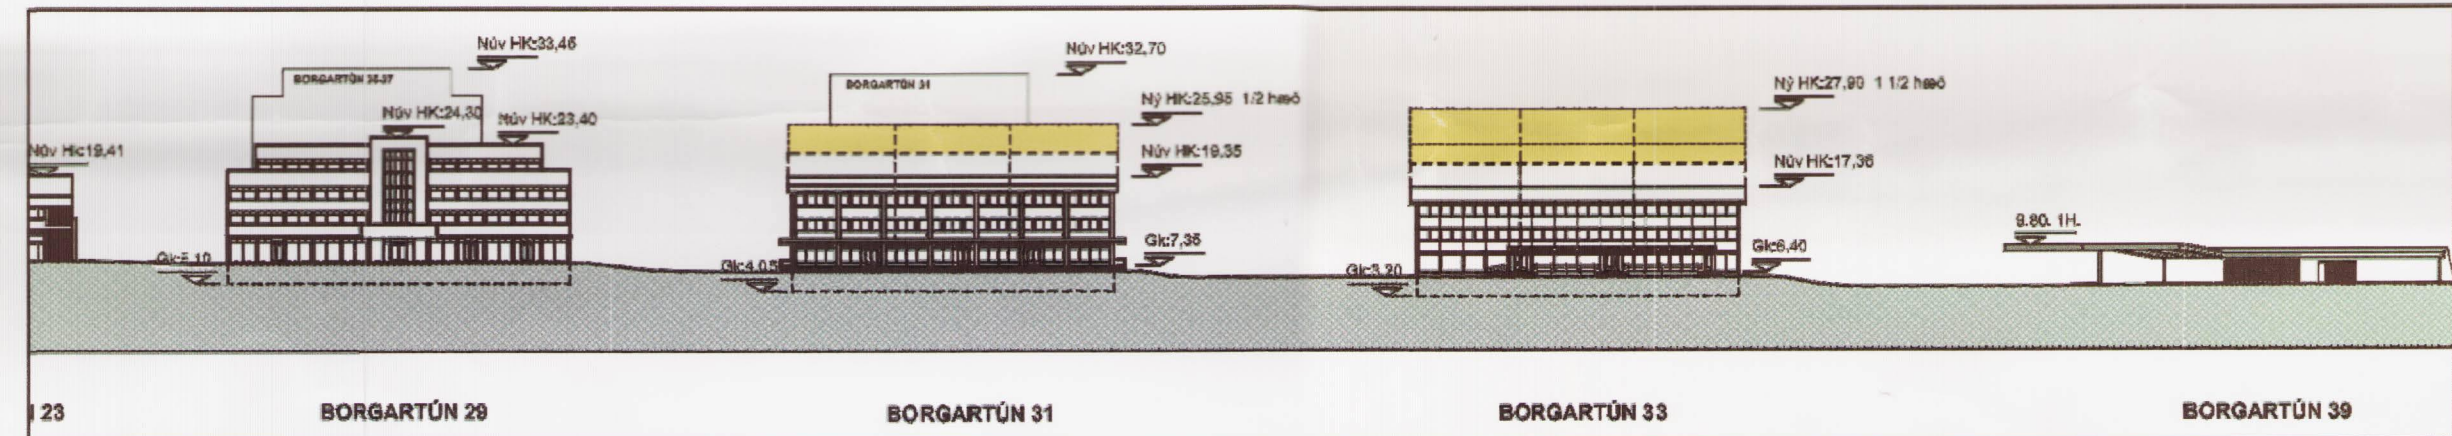 Núv HK:33,46
BORGARTÚN 35-37
Núv HK:24,30
Núv HK:23,40
Núv Hk:19,41
Gk:5,10
Núv HK:32,70
BORGARTÚN 31
Ný HK:25,95 1/2 hæð
Núv HK:19,35
Gk:7,35
Gk:4,05
Ný HK:27,90 1 1/2 hæð
Núv HK:17,36
Gk:6,40
Gk:3,20
9.80. 1H.
23
BORGARTÚN 29
BORGARTÚN 31
BORGARTÚN 33
BORGARTÚN 39